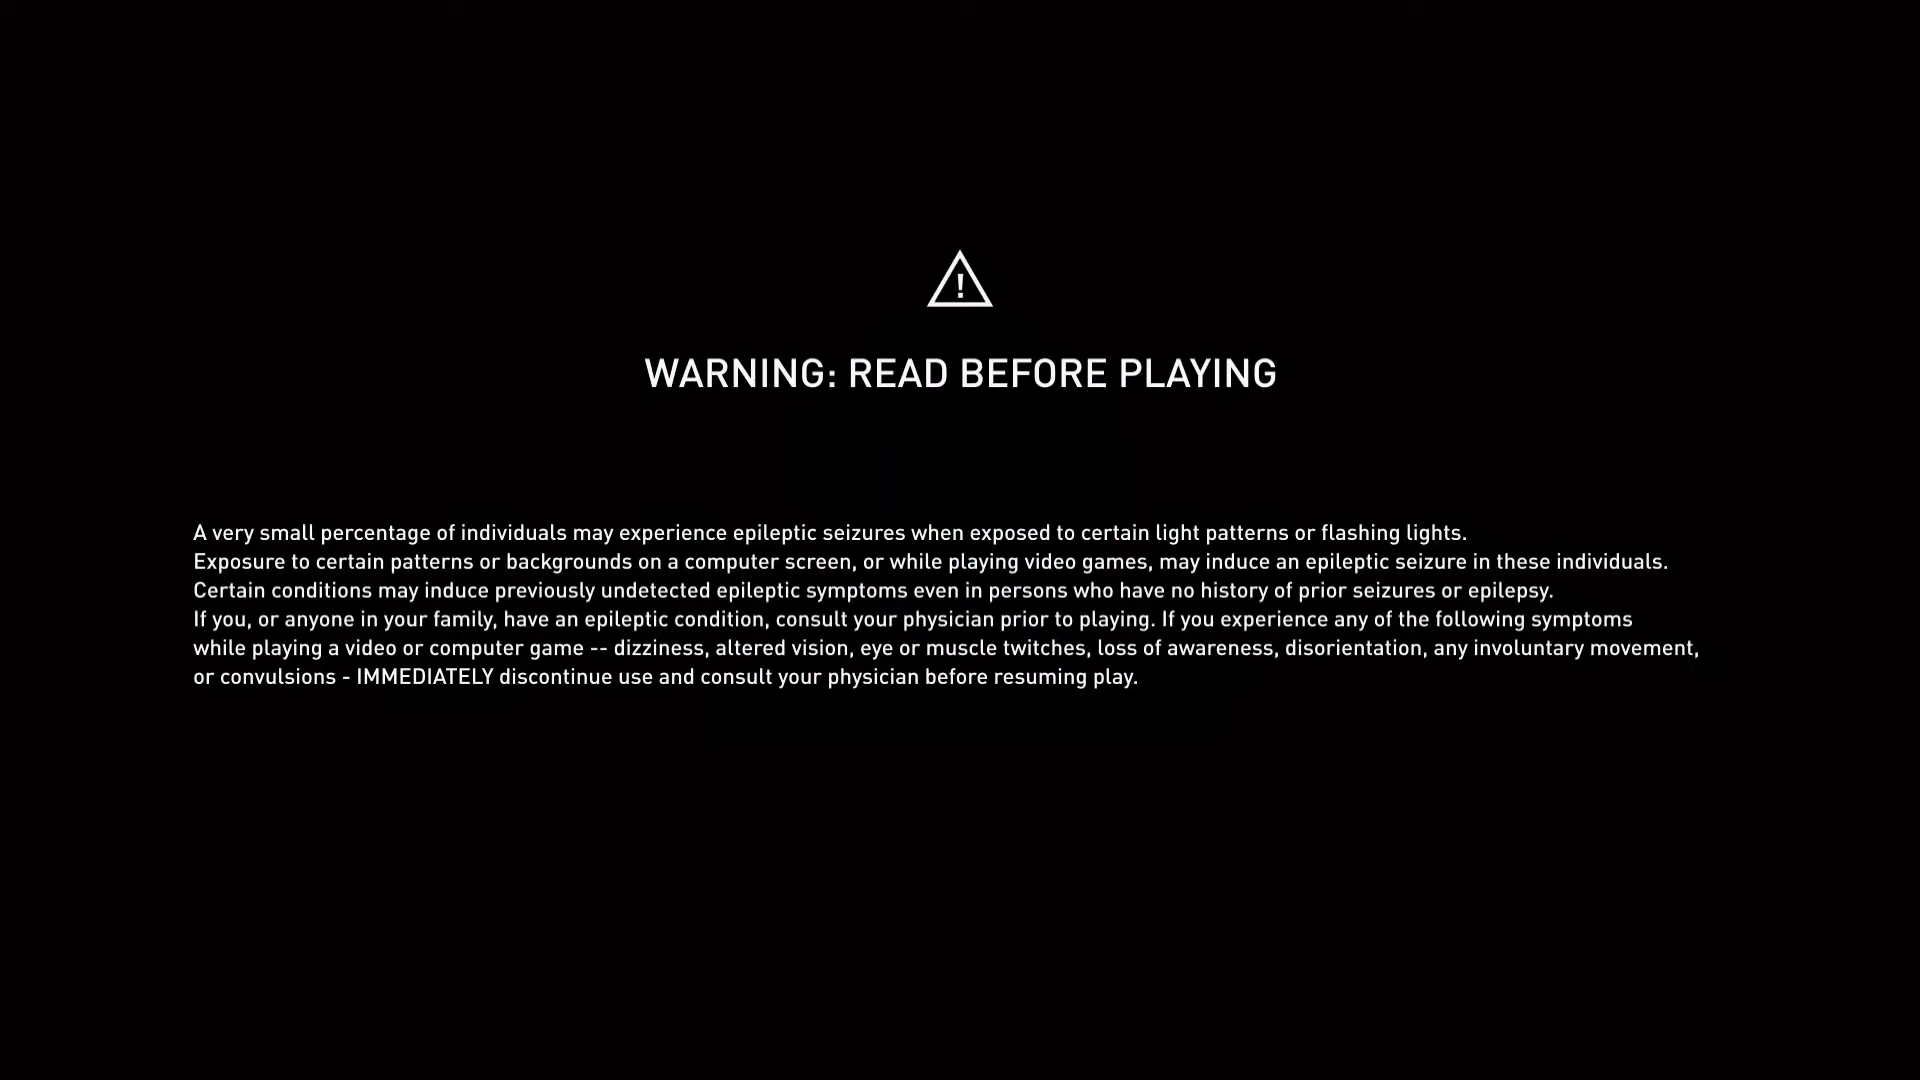 !
WARNING: READ BEFORE PLAYING
A very small percentage of individuals may experience epileptic seizures when exposed to certain light patterns or flashing lights.
Exposure to certain patterns or backgrounds on a computer screen, or while playing video games, may induce an epileptic seizure in these individuals.
Certain conditions may induce previously undetected epileptic symptoms even in persons who have no history of prior seizures or epilepsy.
If you, or anyone in your family, have an epileptic condition, consult your physician prior to playing. If you experience any of the following symptoms
while playing a video or computer game -- dizziness, altered vision, eye or muscle twitches, loss of awareness, disorientation, any involuntary movement,
or convulsions - IMMEDIATELY discontinue use and consult your physician before resuming play.